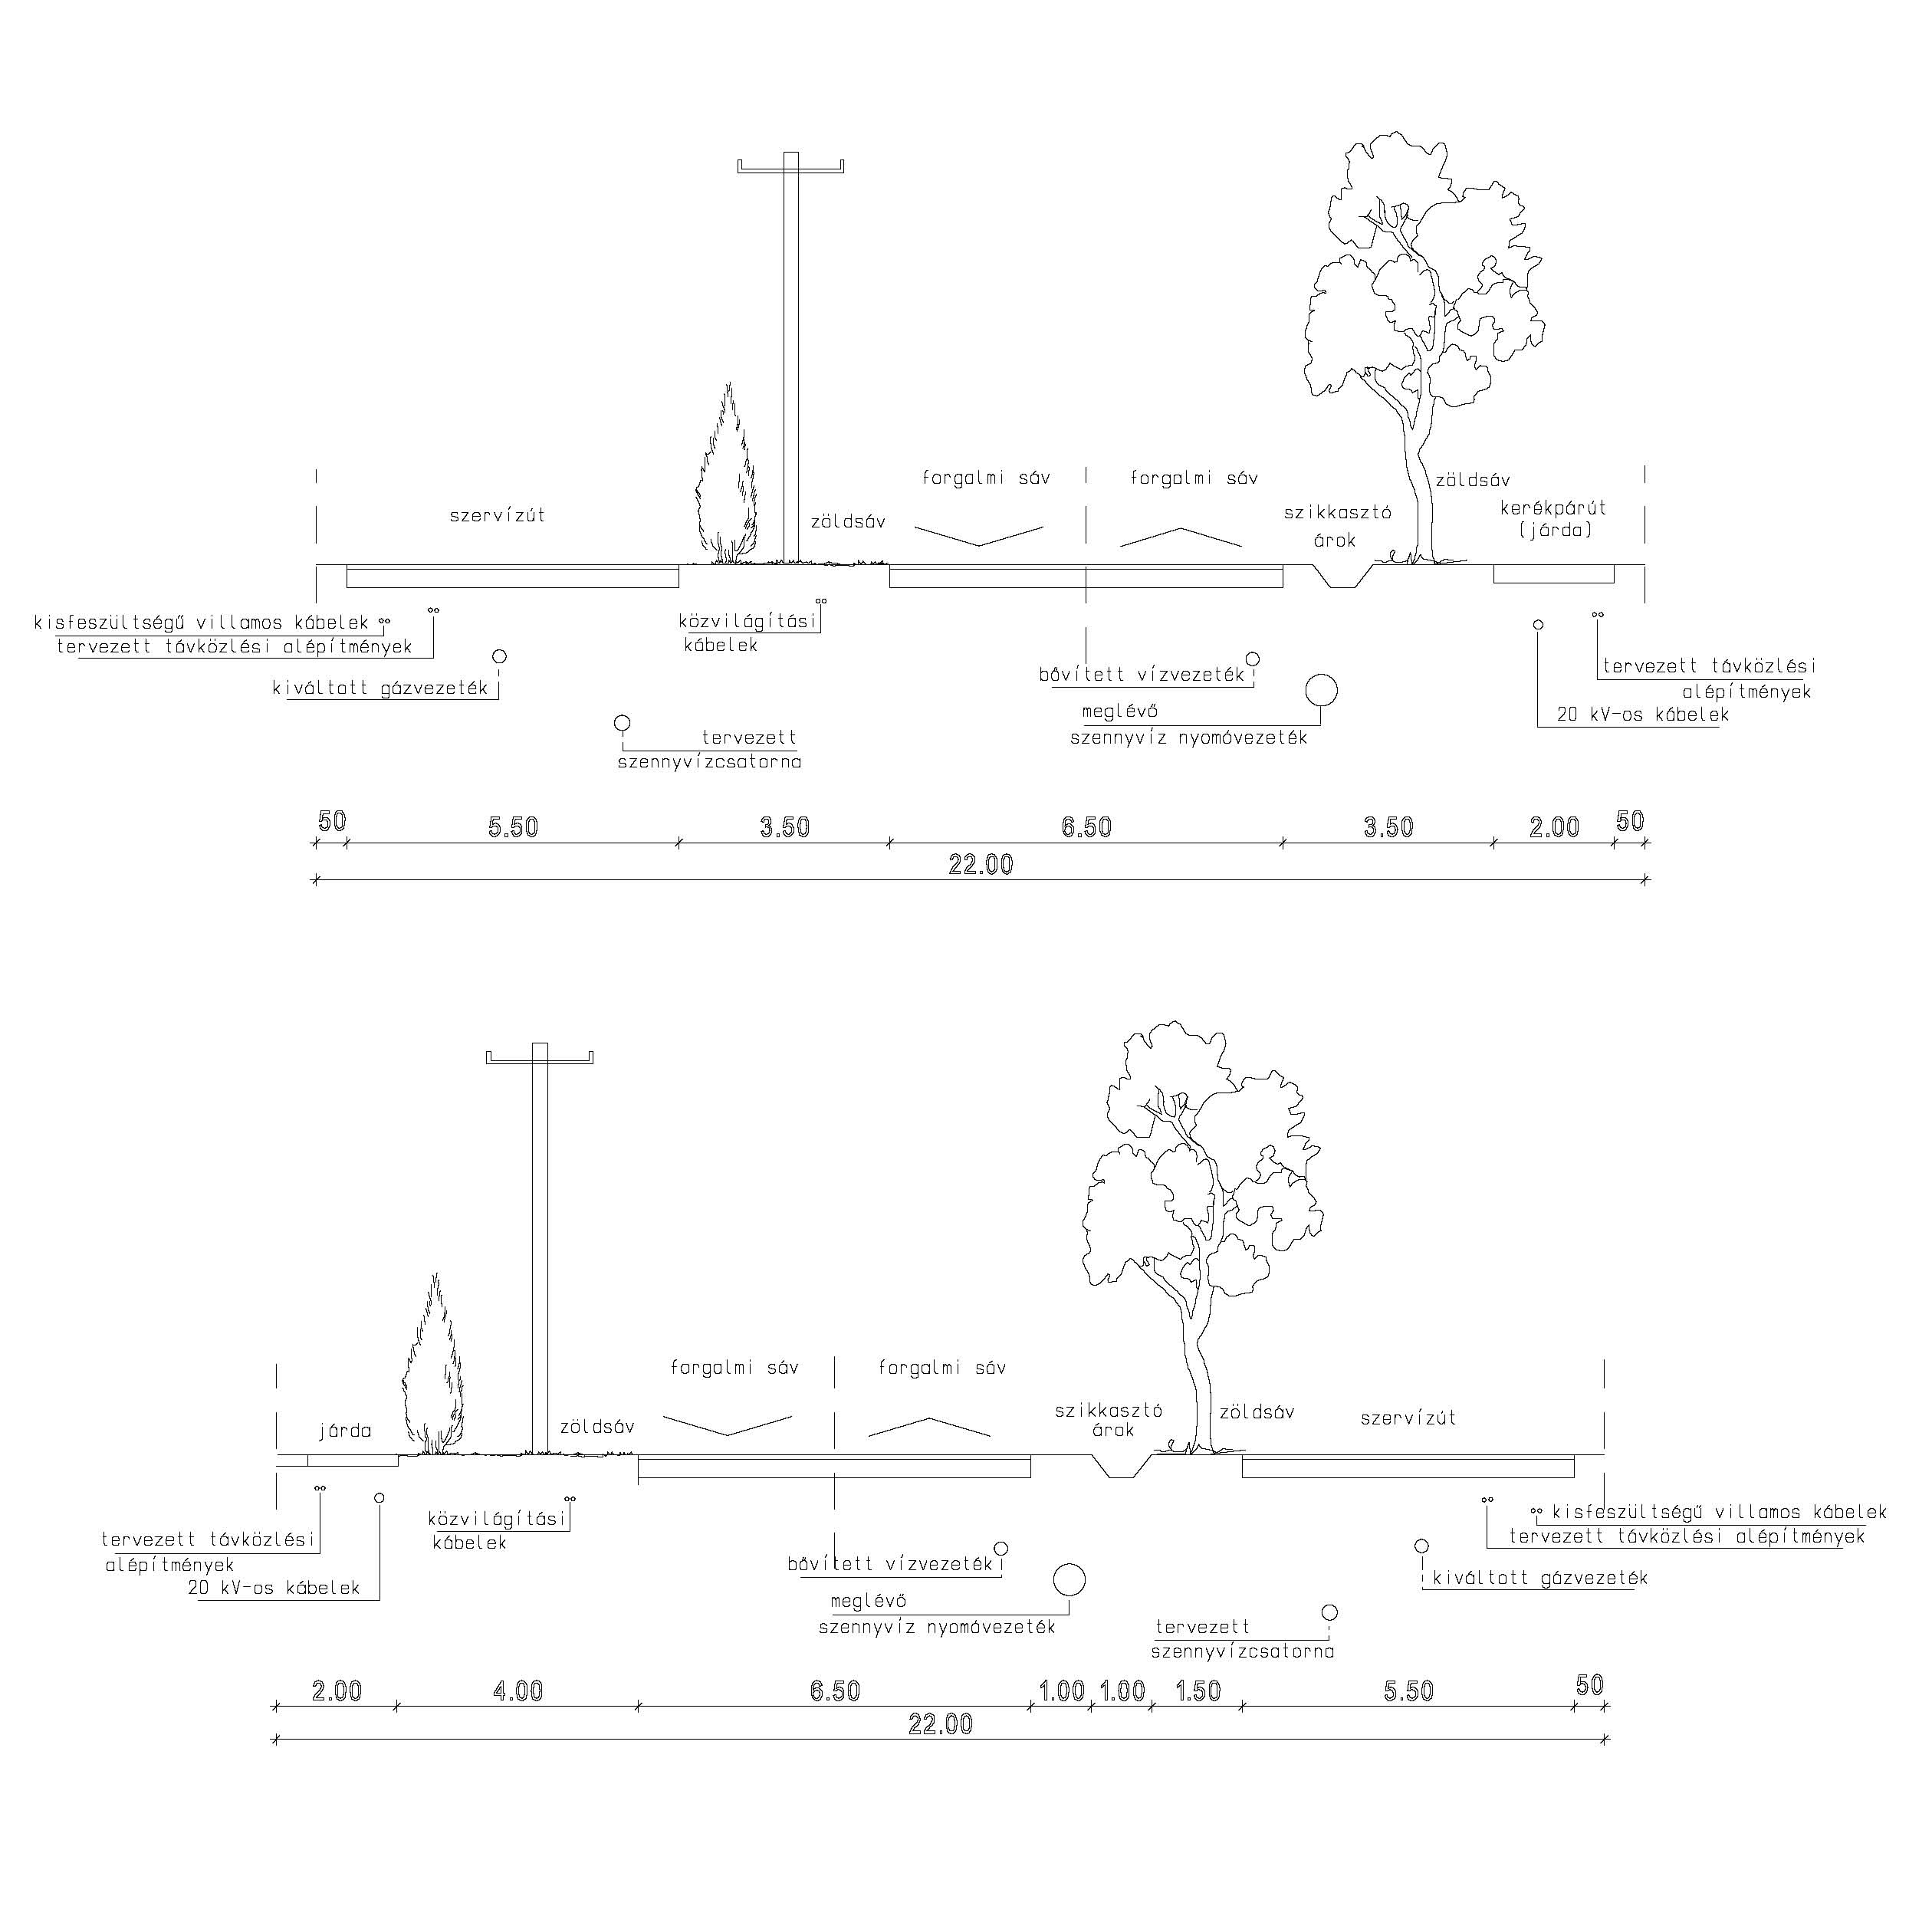 forgalmi sáv
forgalmi sáv
zöldsáv
szervízút
zöldsáv
szikkasztó
árok
kerékpárút
(járda)
kisfeszültségű villamos kábelek
tervezett távközlési alépítmények
kiváltott gázvezeték
közvilágítási
kábelek
tervezett
szennyvízcsatorna
bővített vízvezeték
meglévő
szennyvíz nyomóvezeték
tervezett távközlési
alépítmények
20 kV-os kábelek
50 5.50 3.50 6.50 3.50 2.00 50
22.00
forgalmi sáv
forgalmi sáv
járda
zöldsáv
szikkasztó
árok
zöldsáv
szervízút
tervezett távközlési
alépítmények
20 kV-os kábelek
közvilágítási
kábelek
bővített vízvezeték
meglévő
szennyvíz nyomóvezeték
tervezett
szennyvízcsatorna
kisfeszültségű villamos kábelek
tervezett távközlési alépítmények
kiváltott gázvezeték
2.00 4.00 6.50 1.00 1.00 1.50 5.50 50
22.00